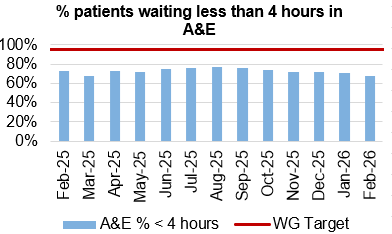 % patients waiting less than 4 hours in
A&E
100%
80%
60%
40%
20%
0%
Feb-25
Mar-25
Apr-25
May-25
Jun-25
Jul-25
Aug-25
Sep-25
Oct-25
Nov-25
Dec-25
Jan-26
Feb-26
A&E % < 4 hours
WG Target